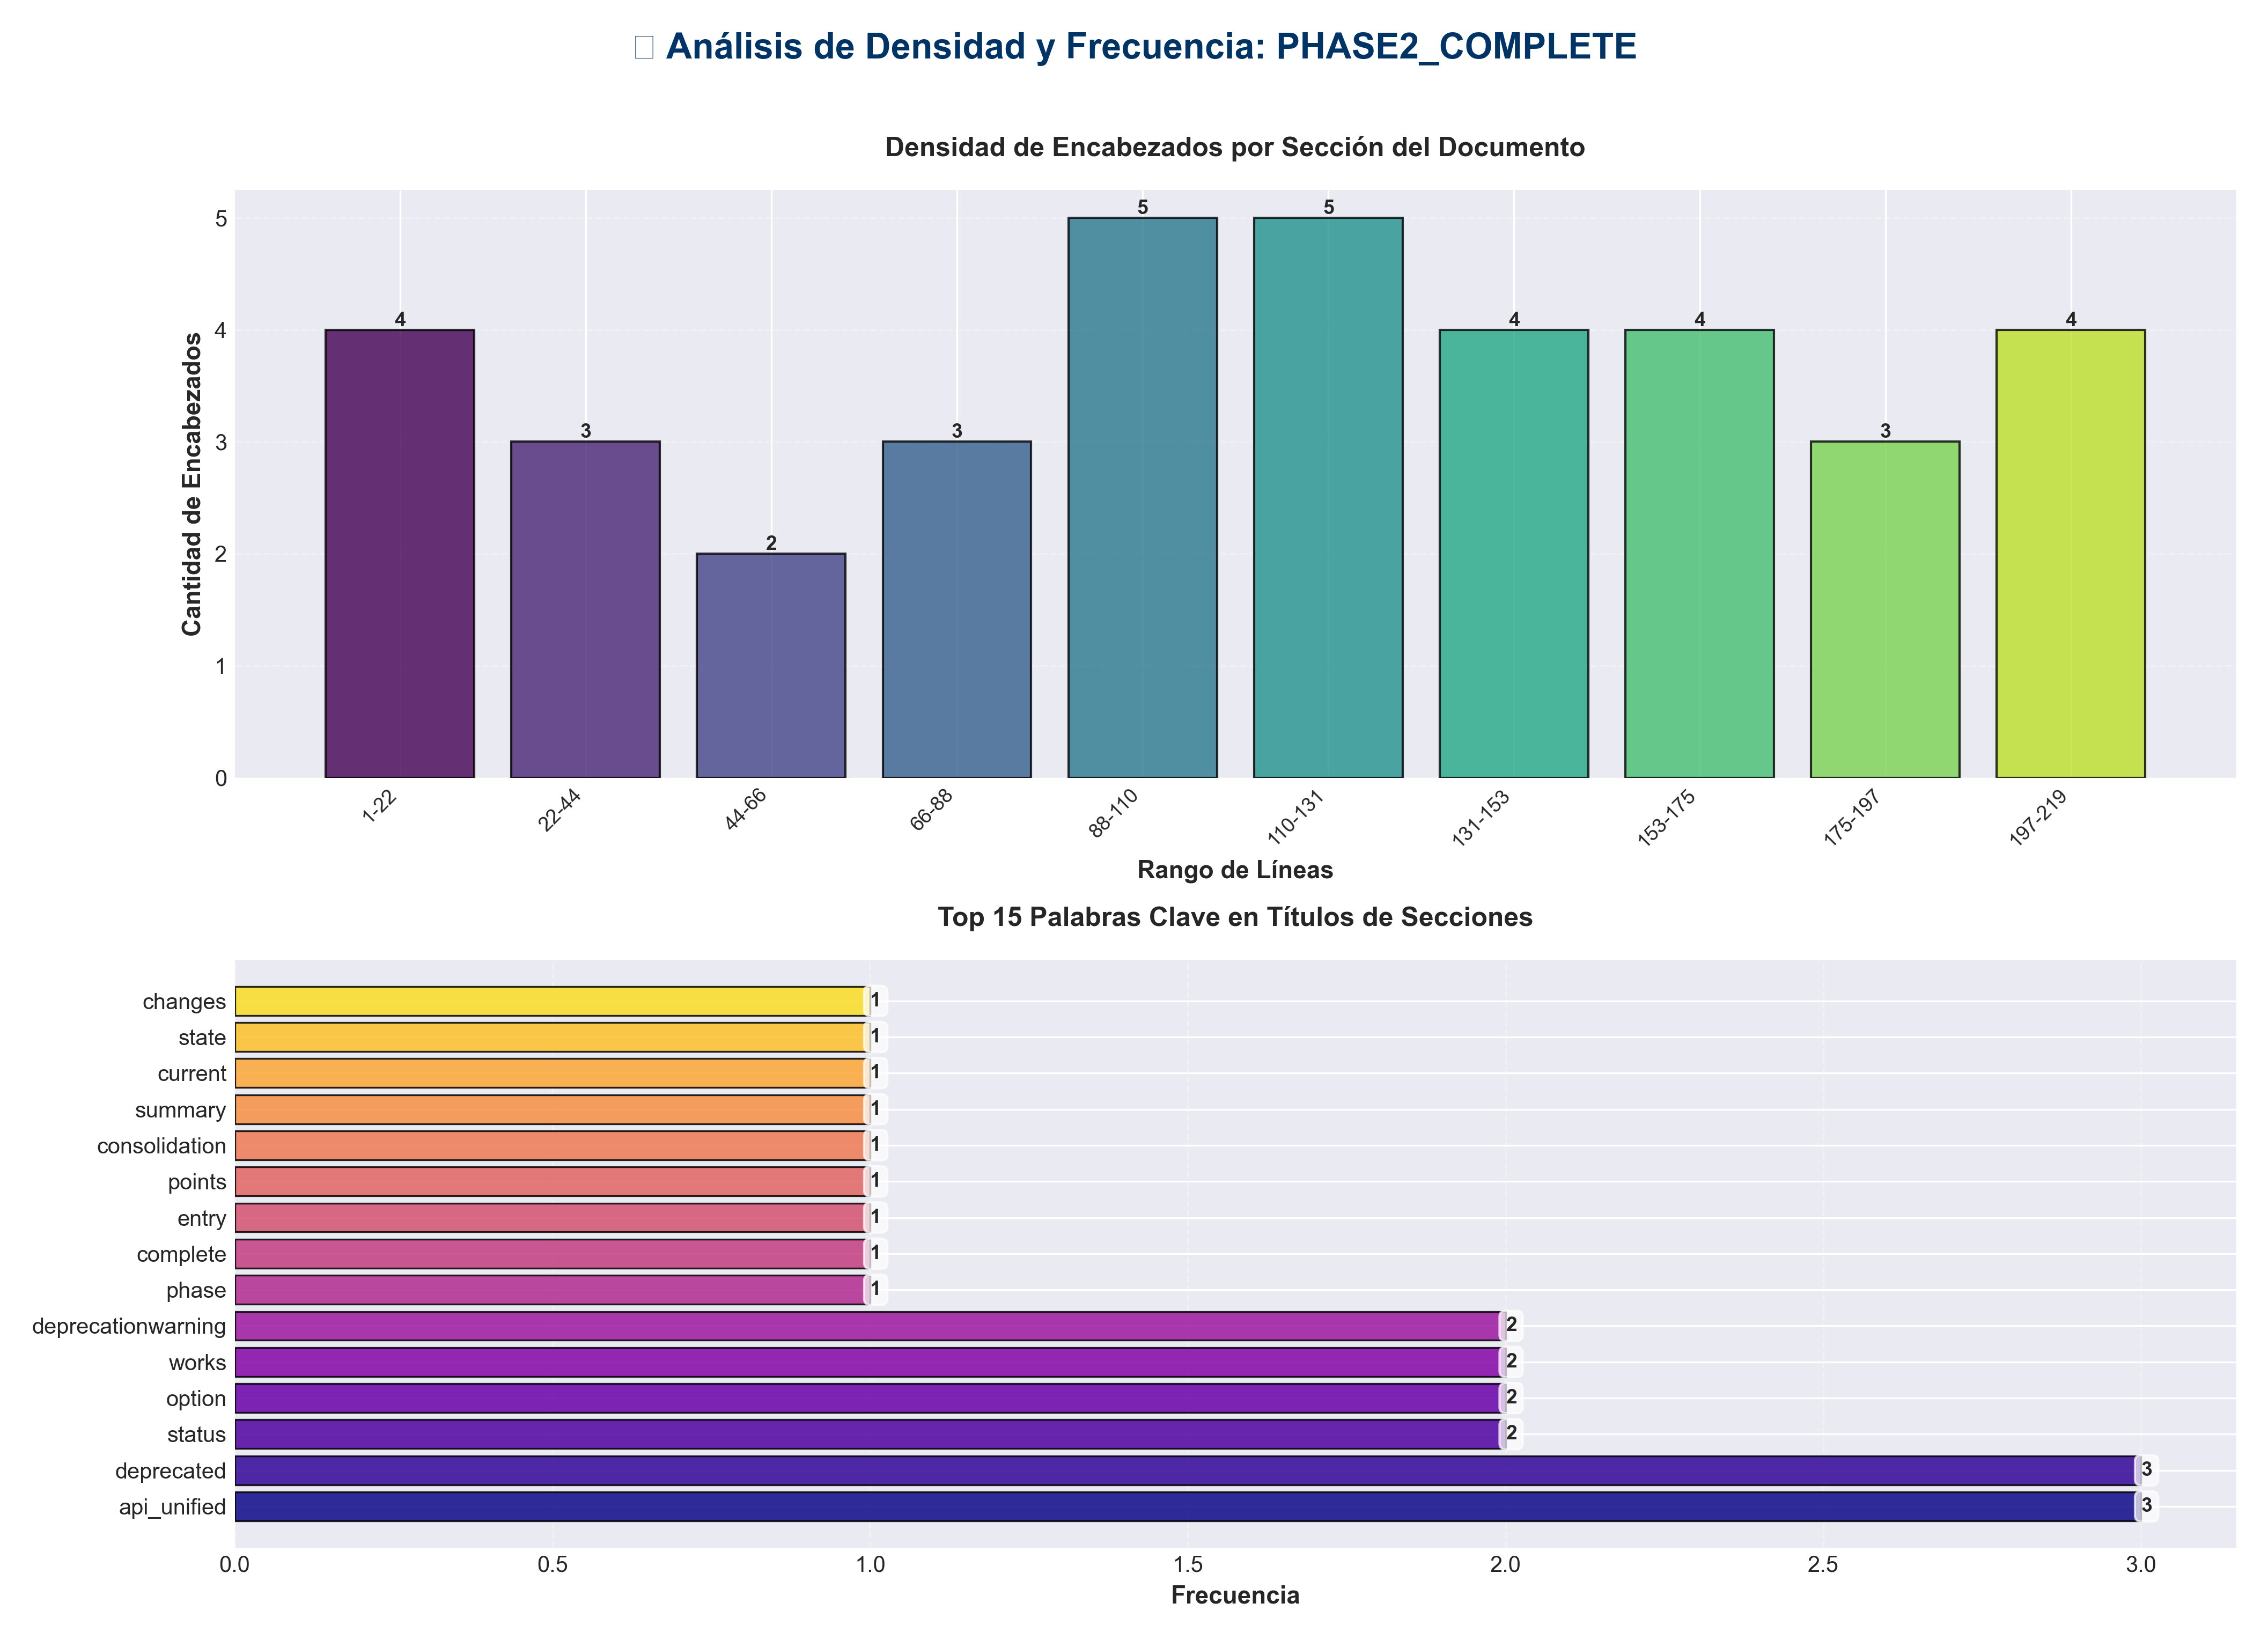 Análisis de Densidad y Frecuencia: PHASE2_COMPLETE
Densidad de Encabezados por Sección del Documento
Cantidad de Encabezados
5
4
3
2
1
0
4
3
2
3
5
5
4
4
3
4
1-22
22-44
44-66
66-88
88-110
110-131
131-153
153-175
175-197
197-219
Rango de Líneas
Top 15 Palabras Clave en Títulos de Secciones
changes 1
state 1
current 1
summary 1
consolidation 1
points 1
entry 1
complete 1
phase 1
deprecationwarning 2
works 2
option 2
status 2
deprecated 3
api_unified 3
0.0 0.5 1.0 1.5 2.0 2.5 3.0
Frecuencia